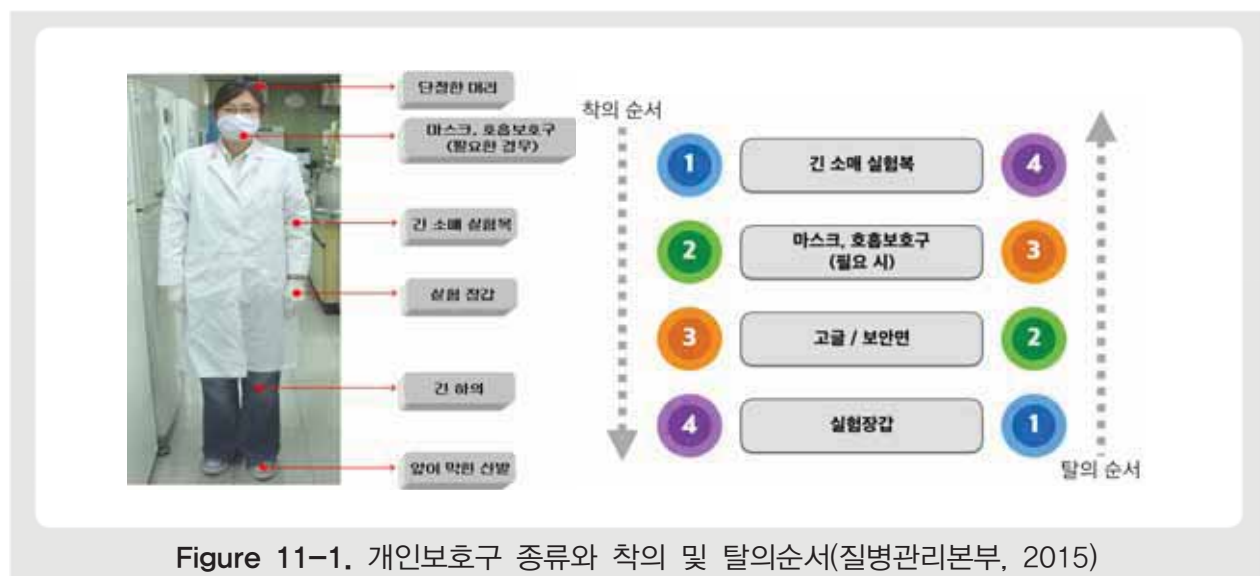 단정한 머리
마스크, 호흡보호구
(필요한 경우)
긴 소매 실험복
실험 장갑
긴 하의
앞이 막힌 신발
착의 순서
1 긴 소매 실험복 4
2 마스크, 호흡보호구
(필요 시) 3
3 고글 / 보안면 2
4 실험장갑 1
탈의 순서
Figure 11-1. 개인보호구 종류와 착의 및 탈의순서(질병관리본부, 2015)